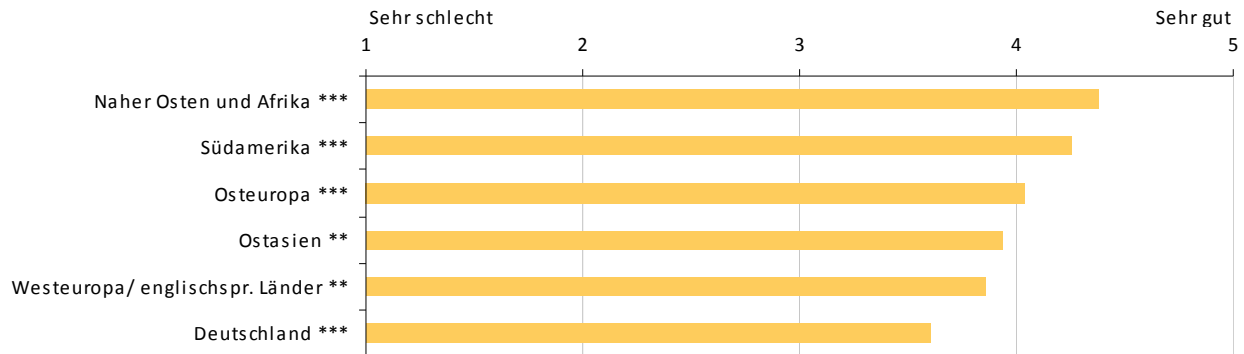 Sehr schlecht Sehr gut
1 2 3 4 5
Naher Osten und Afrika ***
Südamerika ***
Osteuropa ***
Ostasien **
Westeuropa/ englischspr. Länder **
Deutschland ***